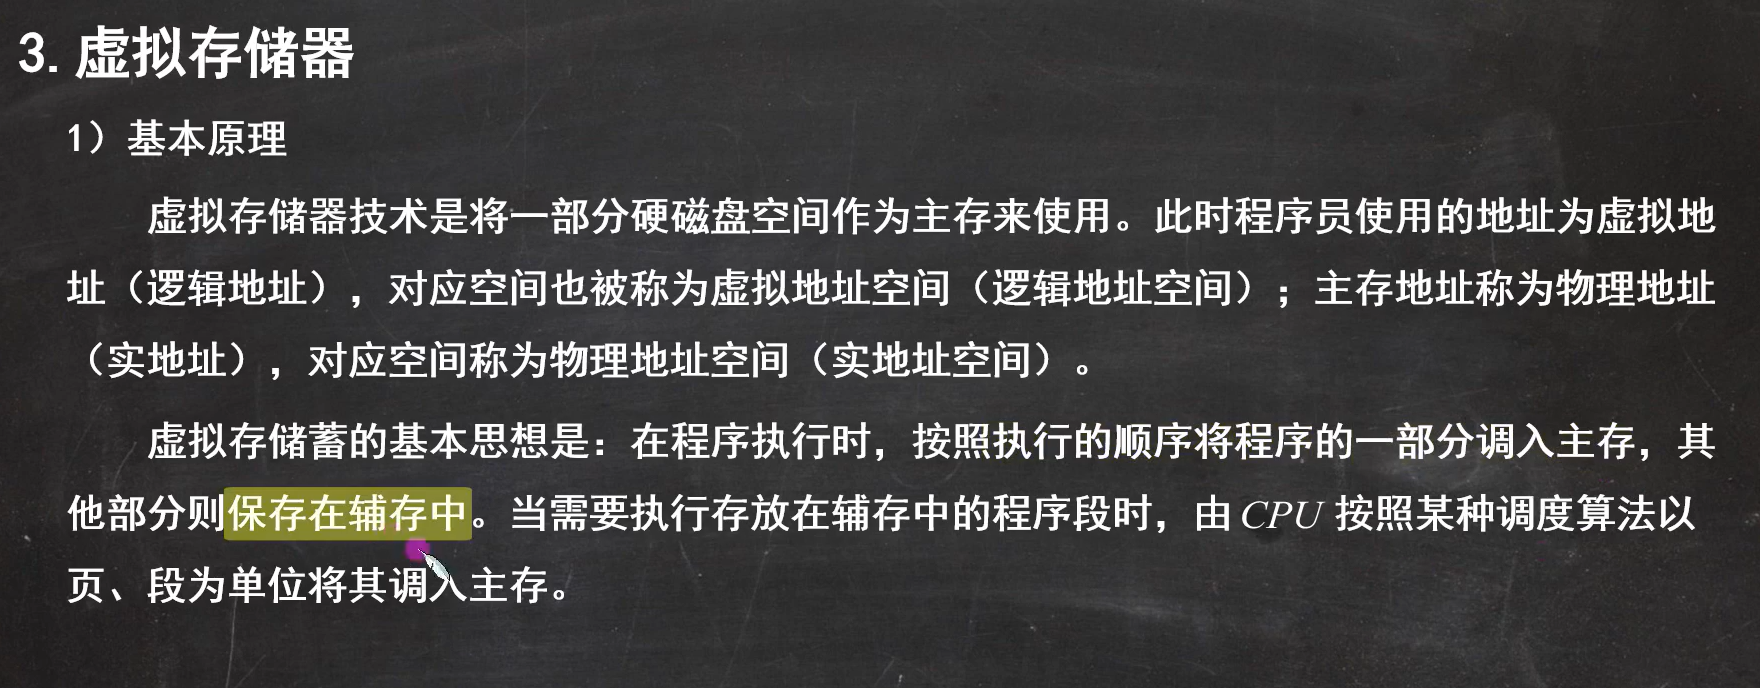 3. 虚拟存储器
1）基本原理
虚拟存储器技术是将一部分硬磁盘空间作为主存来使用。此时程序员使用的地址为虚拟地
址（逻辑地址），对应空间也被称为虚拟地址空间（逻辑地址空间）；主存地址称为物理地址
（实地址），对应空间称为物理地址空间（实地址空间）。
虚拟存储蓄的基本思想是：在程序执行时，按照执行的顺序将程序的一部分调入主存，其
他部分则保存在辅存中。当需要执行存放在辅存中的程序段时，由 CPU 按照某种调度算法以
页、段为单位将其调入主存。